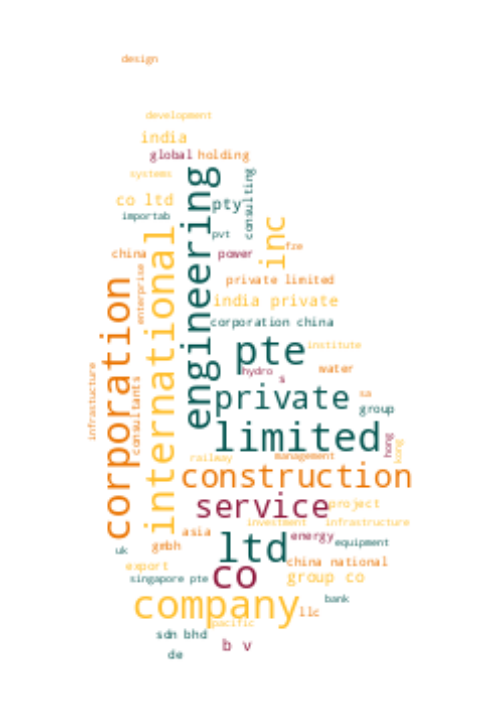 design
development
india
global holding
systems
consulting
engineering
co ltd
pty
importab
inc
pvt
international
fze
china
power
enterprise
corporation
private limited
india private
corporation china
pte
institute
infrastucture
hydro
water
s
consultants
private
sa
group
limited
hong
kong
railway
management
construction
service
project
investment
infrastructure
asia
ltd
energy
equipment
uk
gmbh
china national
export
co
singapore pte
group co
company
bank
llc
pacific
sdn bhd
b v
de